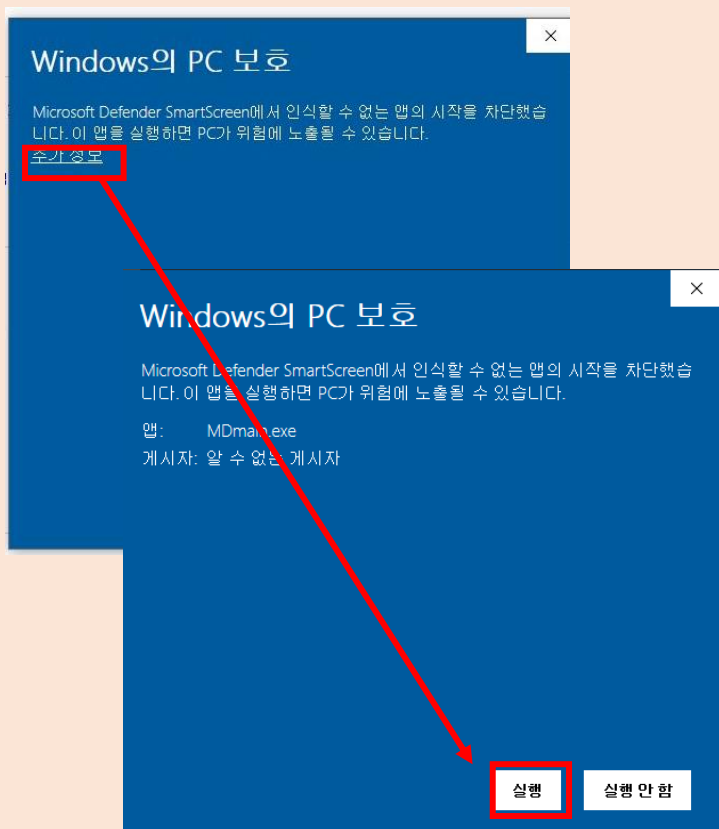 Windows의 PC 보호
Microsoft Defender SmartScreen에서 인식할 수 없는 앱의 시작을 차단했습
니다. 이 앱을 실행하면 PC가 위험에 노출될 수 있습니다.
추가 정보
Windows의 PC 보호
Microsoft Defender SmartScreen에서 인식할 수 없는 앱의 시작을 차단했습
니다. 이 앱을 실행하면 PC가 위험에 노출될 수 있습니다.
앱: MDmain.exe
게시자: 알 수 없는 게시자
실행 실행 안 함